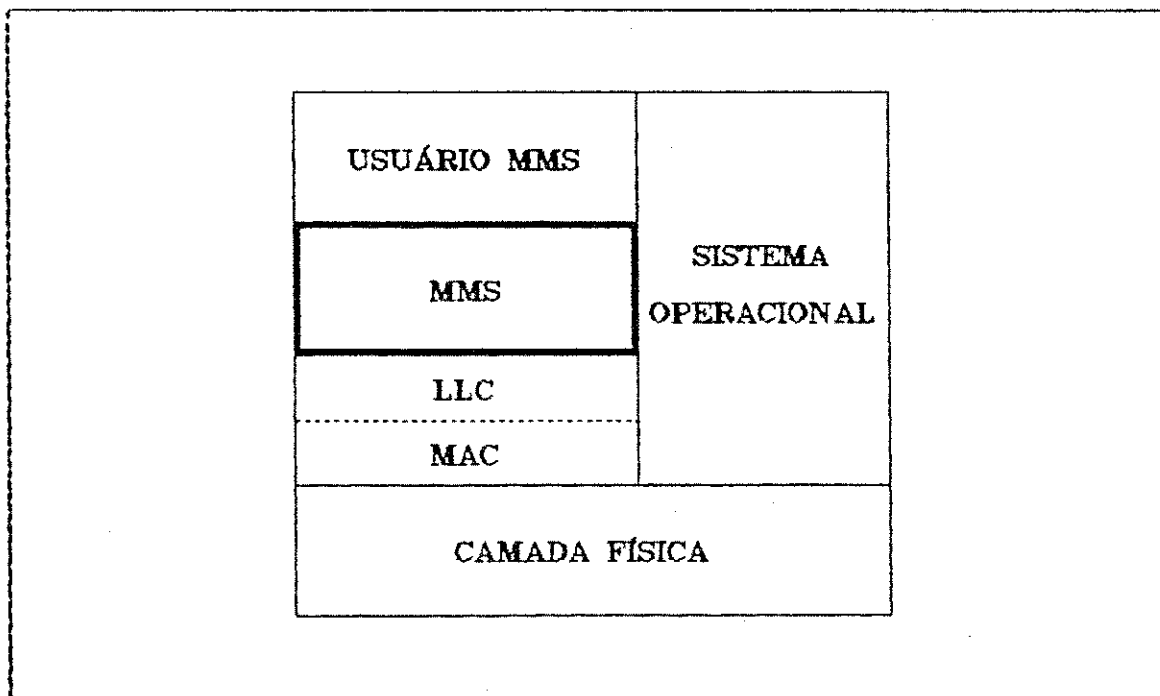 USUÁRIO MMS
MMS
LLC
MAC
SISTEMA
OPERACIONAL
CAMADA FÍSICA